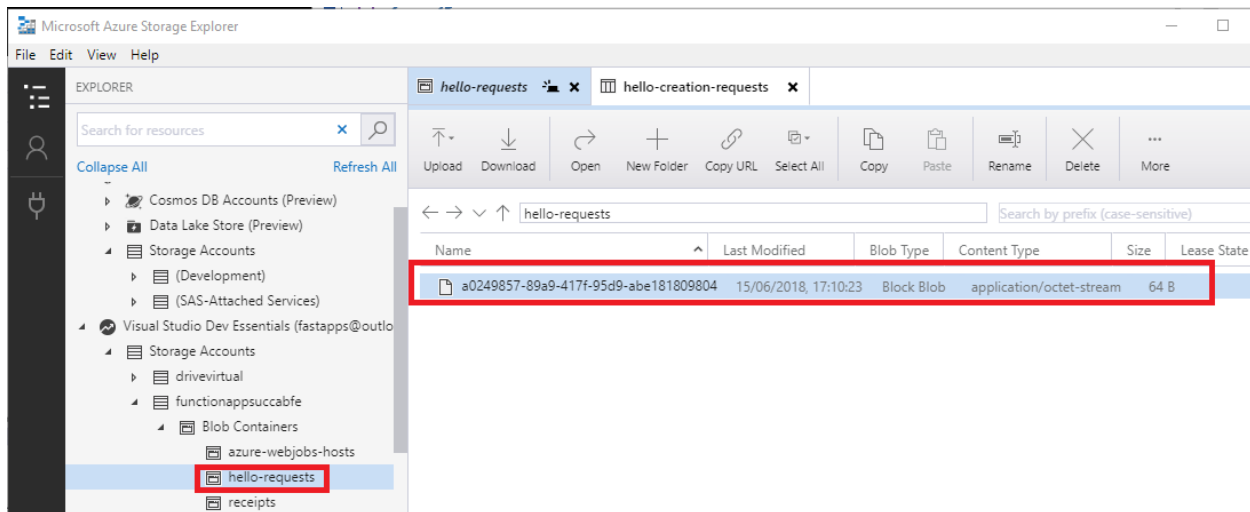 Microsoft Azure Storage Explorer
File Edit View Help
EXPLORER
Search for resources
Collapse All Refresh All
Cosmos DB Accounts (Preview)
Data Lake Store (Preview)
Storage Accounts
(Development)
(SAS-Attached Services)
Visual Studio Dev Essentials (fastapps@outlo
Storage Accounts
drivevirtual
functionappsuccabfe
Blob Containers
azure-webjobs-hosts
hello-requests
receipts
hello-requests hello-creation-requests
Upload Download Open New Folder Copy URL Select All Copy Paste Rename Delete More
hello-requests Search by prefix (case-sensitive)
Name Last Modified Blob Type Content Type Size Lease State
a0249857-89a9-417f-95d9-abe181809804 15/06/2018, 17:10:23 Block Blob application/octet-stream 64 B